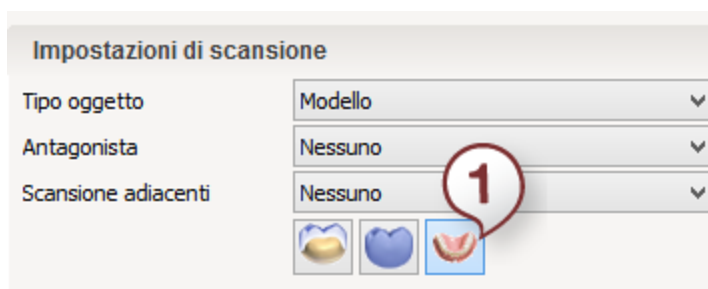 Impostazioni di scansione
Tipo oggetto Modello
Antagonista Nessuno
Scansione adiacenti Nessuno
1